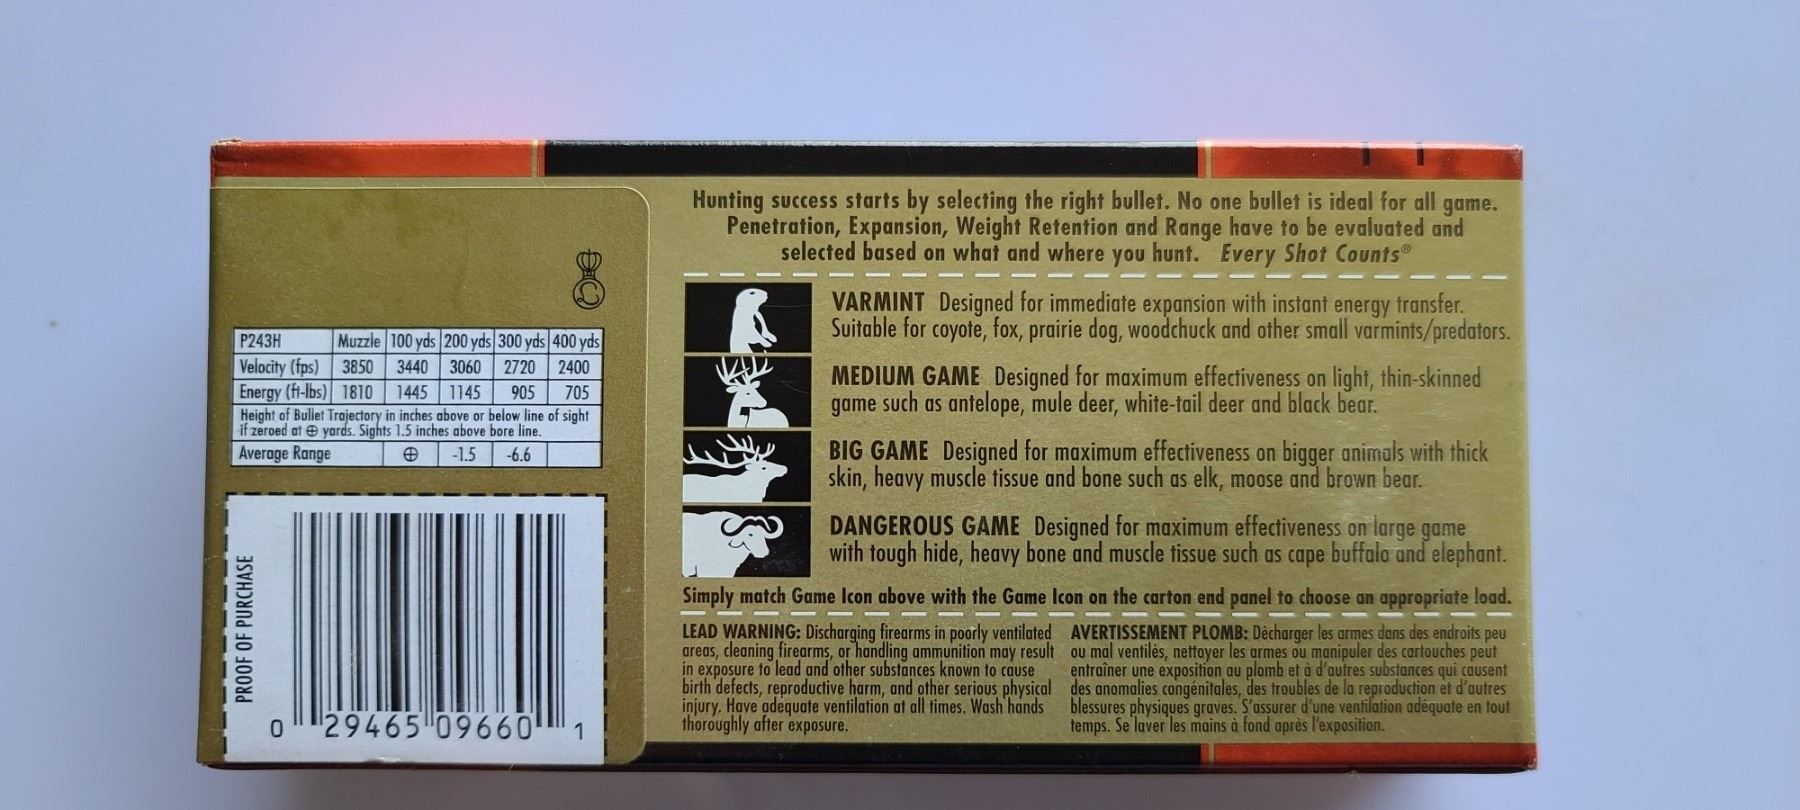 P243H Muzzle 100 yds 200 yds 300 yds 400 yds
Velocity (fps) 3850 3440 3060 2720 2400
Energy (ft-lbs) 1810 1445 1145 905 705
Height of Bullet Trajectory in inches above or below line of sight
if zeroed at ⊕ yards. Sights 1.5 inches above bore line.
Average Range ⊕ -1.5 -6.6
PROOF OF PURCHASE
0 29465 09660 1
Hunting success starts by selecting the right bullet. No one bullet is ideal for all game.
Penetration, Expansion, Weight Retention and Range have to be evaluated and
selected based on what and where you hunt. Every Shot Counts®
VARMINT Designed for immediate expansion with instant energy transfer.
Suitable for coyote, fox, prairie dog, woodchuck and other small varmints/predators.
MEDIUM GAME Designed for maximum effectiveness on light, thin-skinned
game such as antelope, mule deer, white-tail deer and black bear.
BIG GAME Designed for maximum effectiveness on bigger animals with thick
skin, heavy muscle tissue and bone such as elk, moose and brown bear.
DANGEROUS GAME Designed for maximum effectiveness on large game
with tough hide, heavy bone and muscle tissue such as cape buffalo and elephant.
Simply match Game Icon above with the Game Icon on the carton end panel to choose an appropriate load.
LEAD WARNING: Discharging firearms in poorly ventilated
areas, cleaning firearms, or handling ammunition may result
in exposure to lead and other substances known to cause
birth defects, reproductive harm, and other serious physical
injury. Have adequate ventilation at all times. Wash hands
thoroughly after exposure.
AVERTISSEMENT PLOMB: Décharger les armes dans des endroits peu
ou mal ventilés, nettoyer les armes ou manipuler des cartouches peut
entraîner une exposition au plomb et à d'autres substances qui causent
des anomalies congénitales, des troubles de la reproduction et d'autres
blessures physiques graves. S'assurer d'une ventilation adéquate en tout
temps. Se laver les mains à fond après l'exposition.